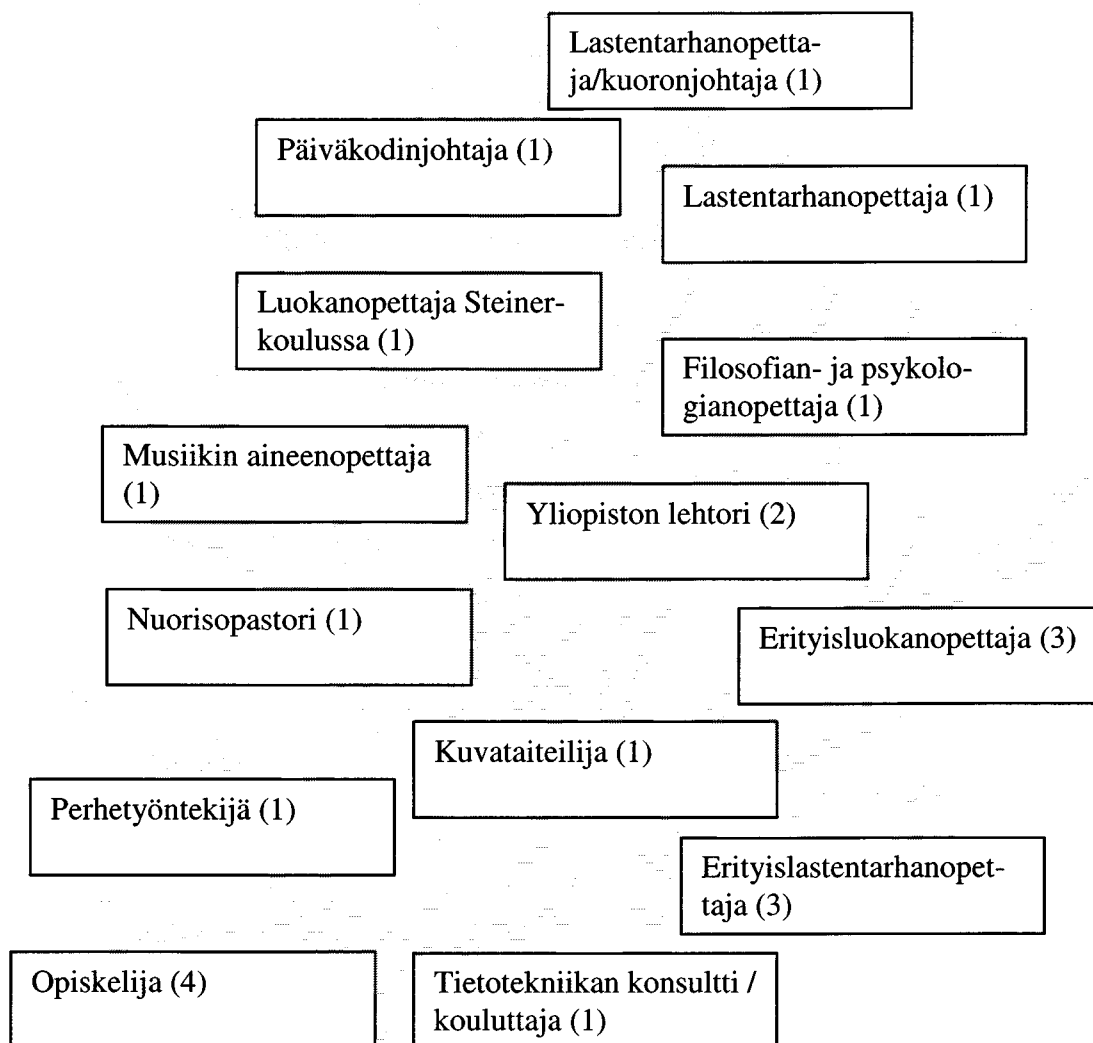 Lastentarhanopetta-
ja/kuoronjohtaja (1)
Päiväkodinjohtaja (1)
Lastentarhanopettaja (1)
Luokanopettaja Steiner-
koulussa (1)
Filosofian- ja psykolo-
gianopettaja (1)
Musiikin aineenopettaja
(1)
Yliopiston lehtori (2)
Nuorisopastori (1)
Erityisluokanopettaja (3)
Kuvataiteilija (1)
Perhetyöntekijä (1)
Erityislastentarhanopet-
taja (3)
Opiskelija (4)
Tietotekniikan konsultti /
kouluttaja (1)